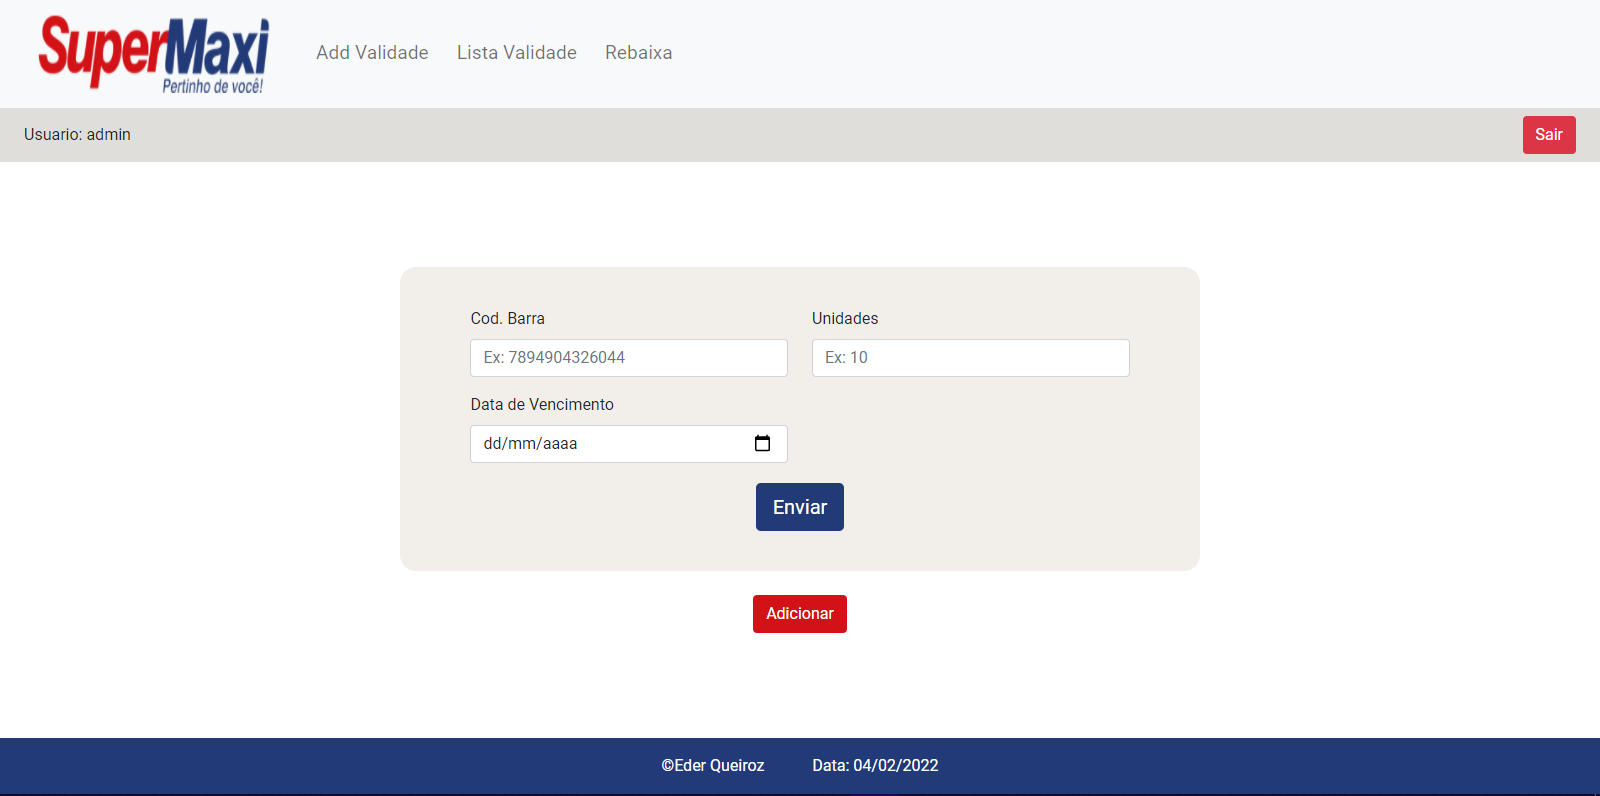 SuperMaxi
Pertinho de você!
Add Validade Lista Validade Rebaixa
Usuario: admin Sair
Cod. Barra Unidades
Ex: 7894904326044 Ex: 10
Data de Vencimento
dd/mm/aaaa
Enviar
Adicionar
©Eder Queiroz Data: 04/02/2022